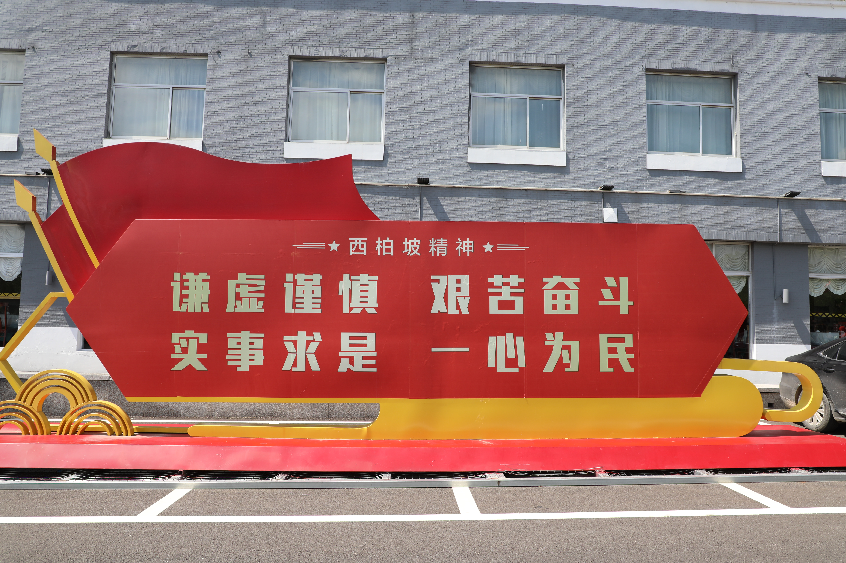 ★西柏坡精神★
谦虚谨慎 艰苦奋斗
实事求是 一心为民